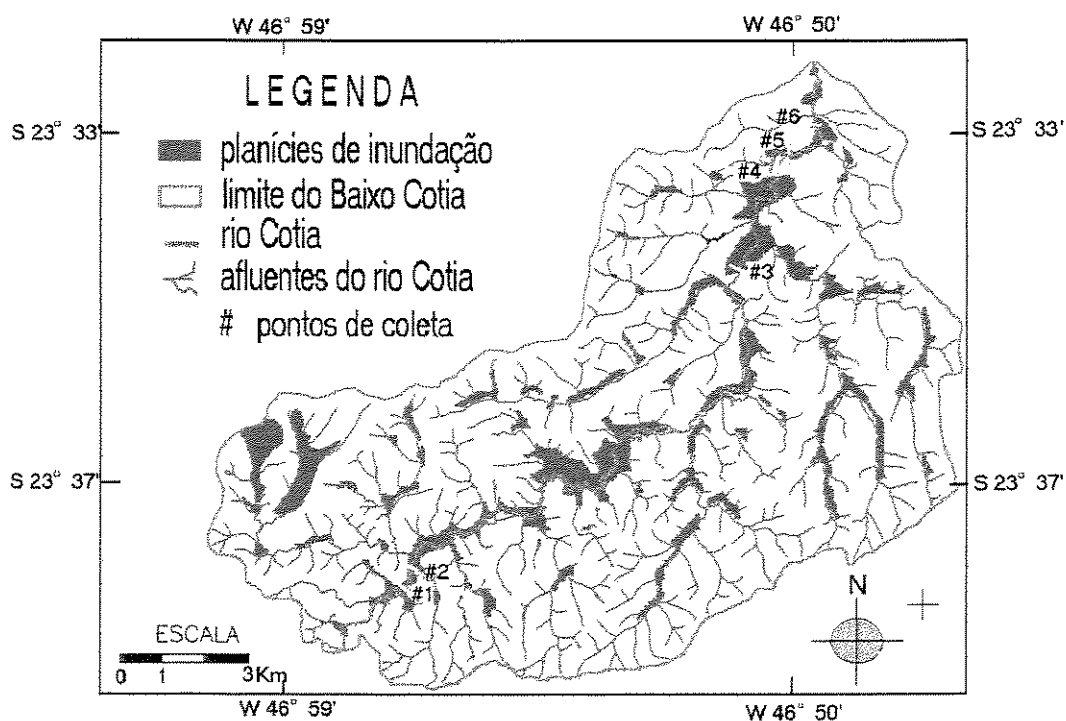 W 46° 59'
W 46° 50'
LEGENDA
planícies de inundação
limite do Baixo Cotia
rio Cotia
afluentes do rio Cotia
# pontos de coleta
S 23° 33'
S 23° 33'
#6
#5
#4
#3
S 23° 37'
S 23° 37'
#2
#1
N
ESCALA
0 1 3Km
W 46° 59'
W 46° 50'